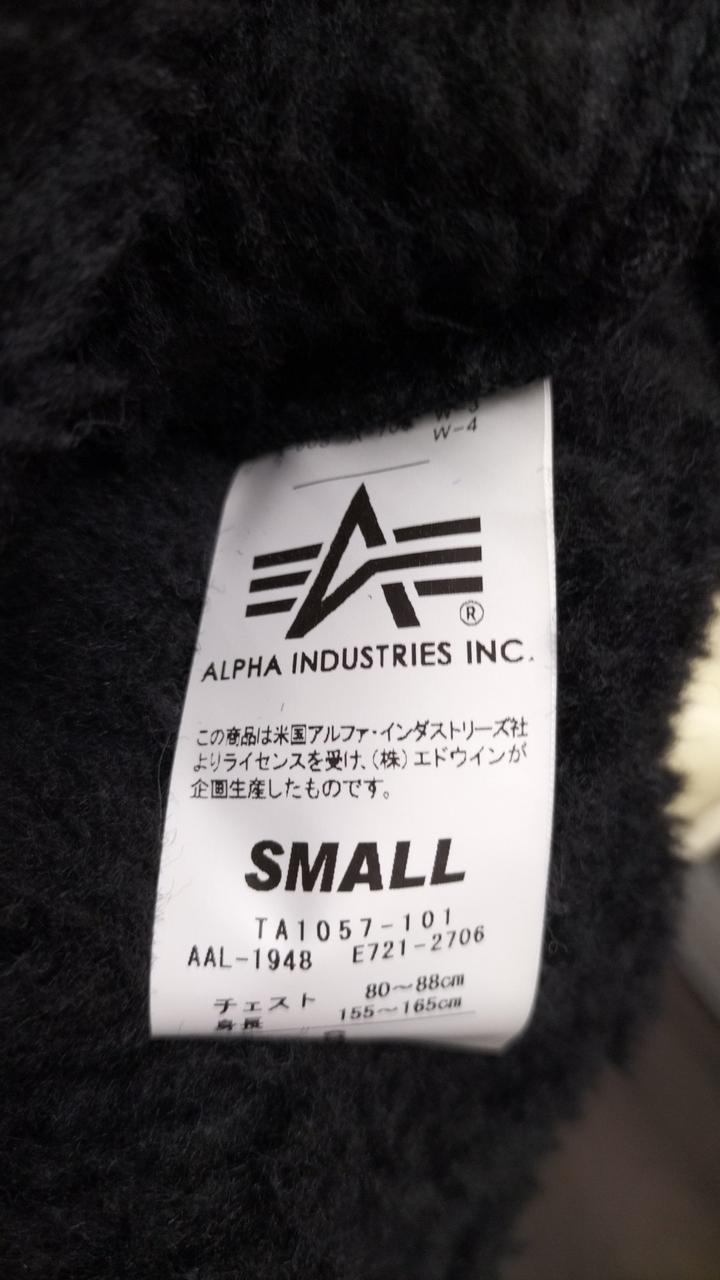 W-4
ALPHA INDUSTRIES INC.
®
この商品は米国アルファ・インダストリーズ社
よりライセンスを受け、(株)エドウインが
企画生産したものです。
SMALL
TA1057-101
AAL-1948 E721-2706
チェスト 80～88cm
身長 155～165cm